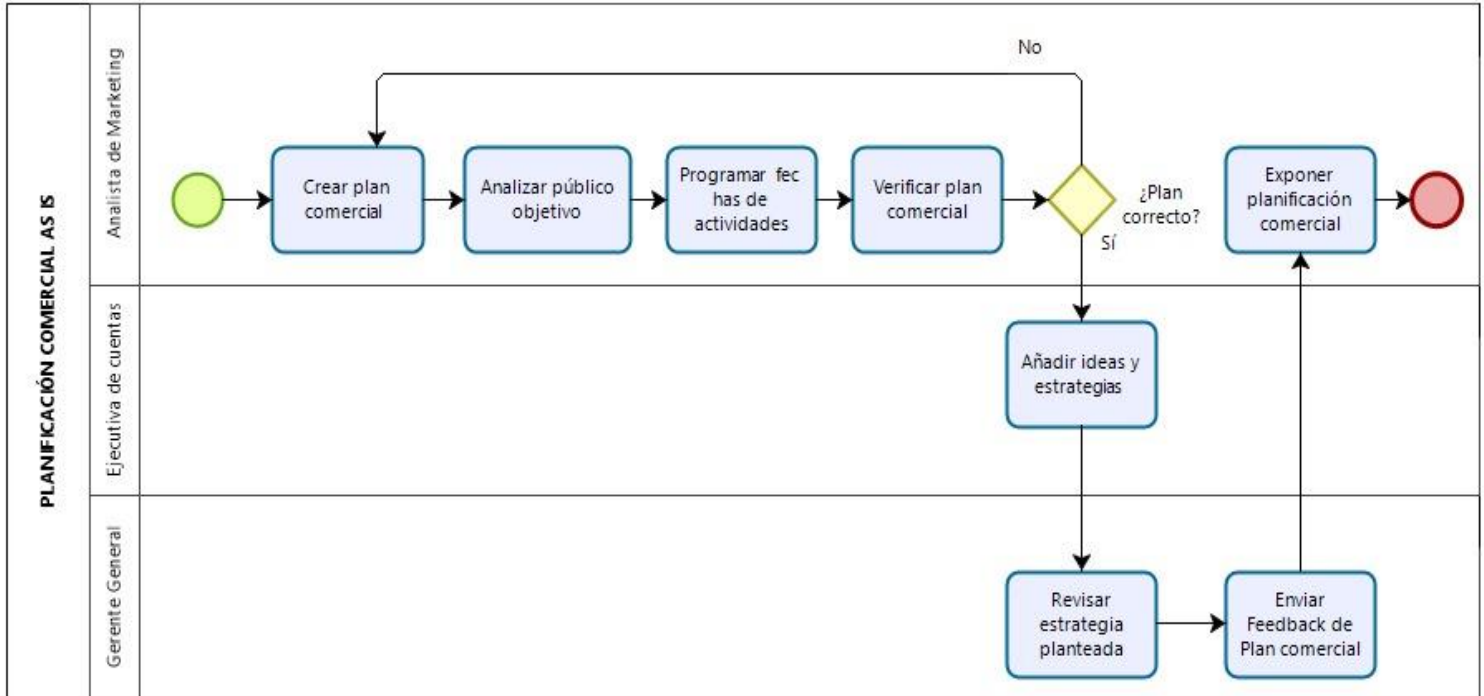 PLANIFICACIÓN COMERCIAL AS IS
Analista de Marketing
No
Crear plan
comercial
Analizar público
objetivo
Programar fec
has de
actividades
Verificar plan
comercial
¿Plan
correcto?
Sí
Exponer
planificación
comercial
Ejecutiva de cuentas
Añadir ideas y
estrategias
Gerente General
Revisar
estrategia
planteada
Enviar
Feedback de
Plan comercial